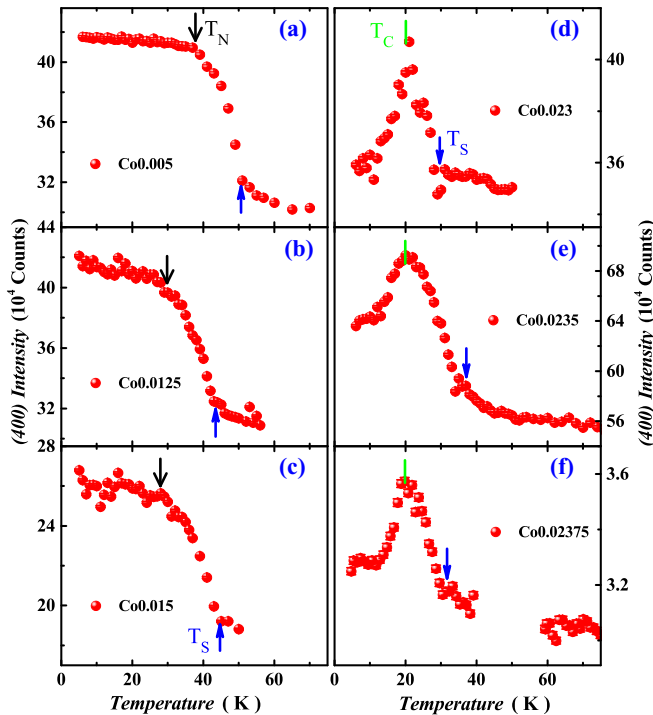 (a)
T_N
Co0.005
40
36
32
44
(b)
Co0.0125
40
36
32
28
(c)
Co0.015
T_S
25
20
0 20 40 60
Temperature ( K )
(400) Intensity (10^4 Counts)
(d)
T_C
T_S
Co0.023
40
36
34
(e)
Co0.0235
68
64
60
56
(f)
Co0.02375
3.6
3.2
0 20 40 60
Temperature ( K )
(400) Intensity (10^4 Counts)